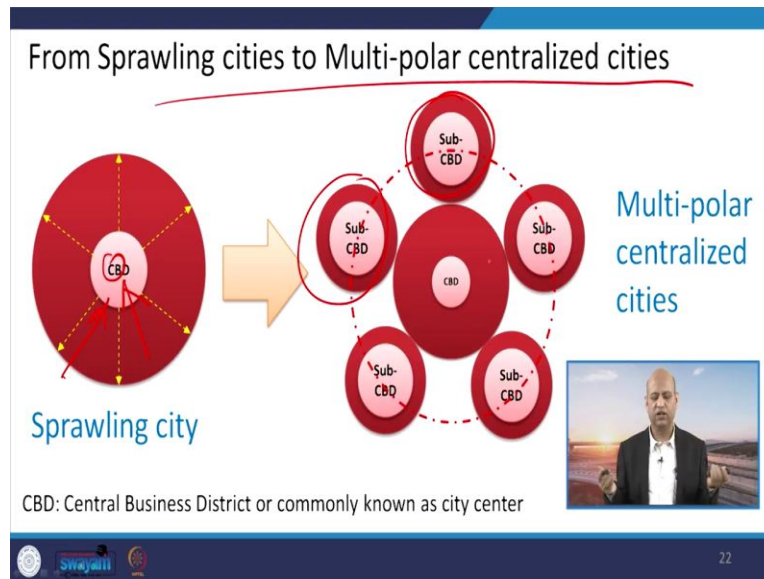 From Sprawling cities to Multi-polar centralized cities
CBD
Sprawling city
Sub-
CBD
Sub-
CBD
Sub-
CBD
CBD
Sub-
CBD
Sub-
CBD
Multi-polar
centralized
cities
CBD: Central Business District or commonly known as city center
swayam
22